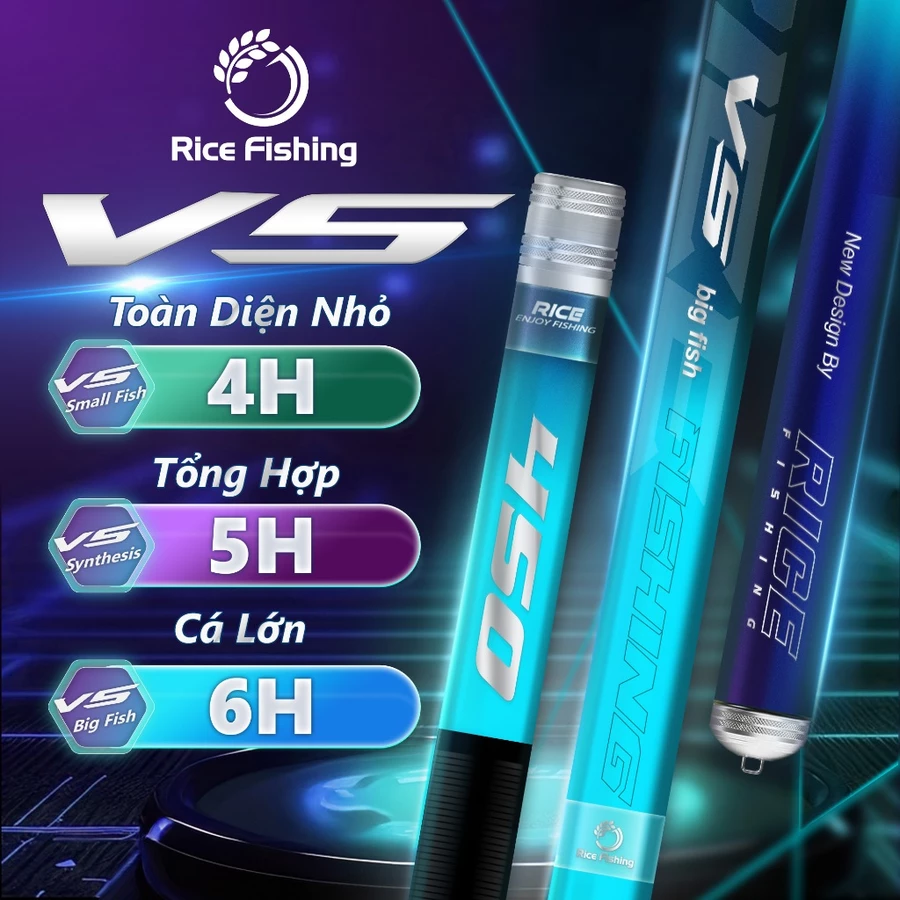 Rice Fishing
VS
Toàn Diện Nhỏ
VS
Small Fish
4H
Tổng Hợp
VS
Synthesis
5H
Cá Lớn
VS
Big Fish
6H
RICE
ENJOY FISHING
450
VS
big fish
FISHING
Rice Fishing
New Design By
RICE
FISHING